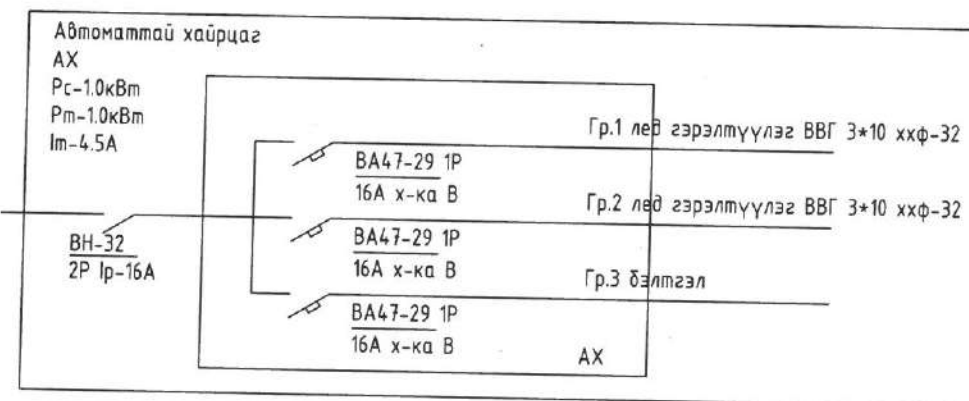 Автоматтай хайрцаг
АХ
Рс-1.0кВт
Рт-1.0кВт
Iт-4.5А
Гр.1 лед гэрэлтүүлэг ВВГ 3*10 ххф-32
ВА47-29 1Р
16А х-ка В
Гр.2 лед гэрэлтүүлэг ВВГ 3*10 ххф-32
ВН-32
2Р Iр-16А
ВА47-29 1Р
16А х-ка В
Гр.3 бэлтгэл
ВА47-29 1Р
16А х-ка В
АХ